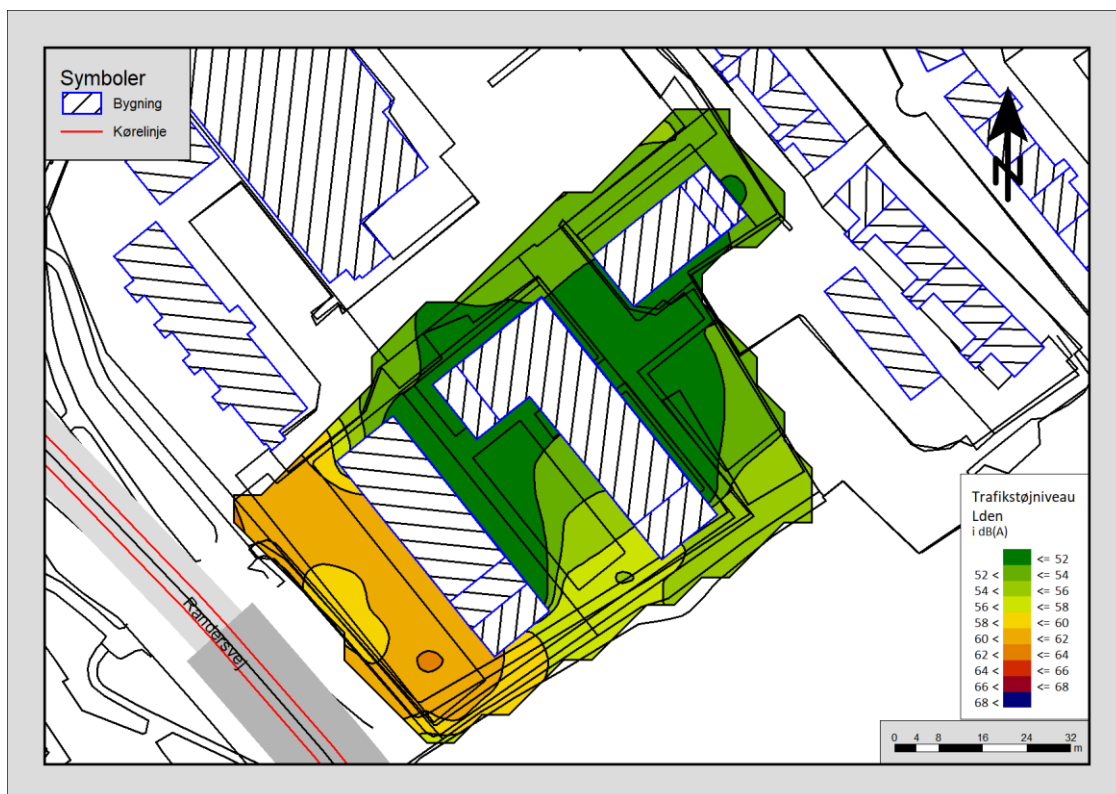 Symboler
Bygning
Kørelinje
N
Randersvej
Trafikstøjniveau
Lden
i dB(A)
<= 52
52 < <= 54
54 < <= 56
56 < <= 58
58 < <= 60
60 < <= 62
62 < <= 64
64 < <= 66
66 < <= 68
68 <
0 4 8 16 24 32
m